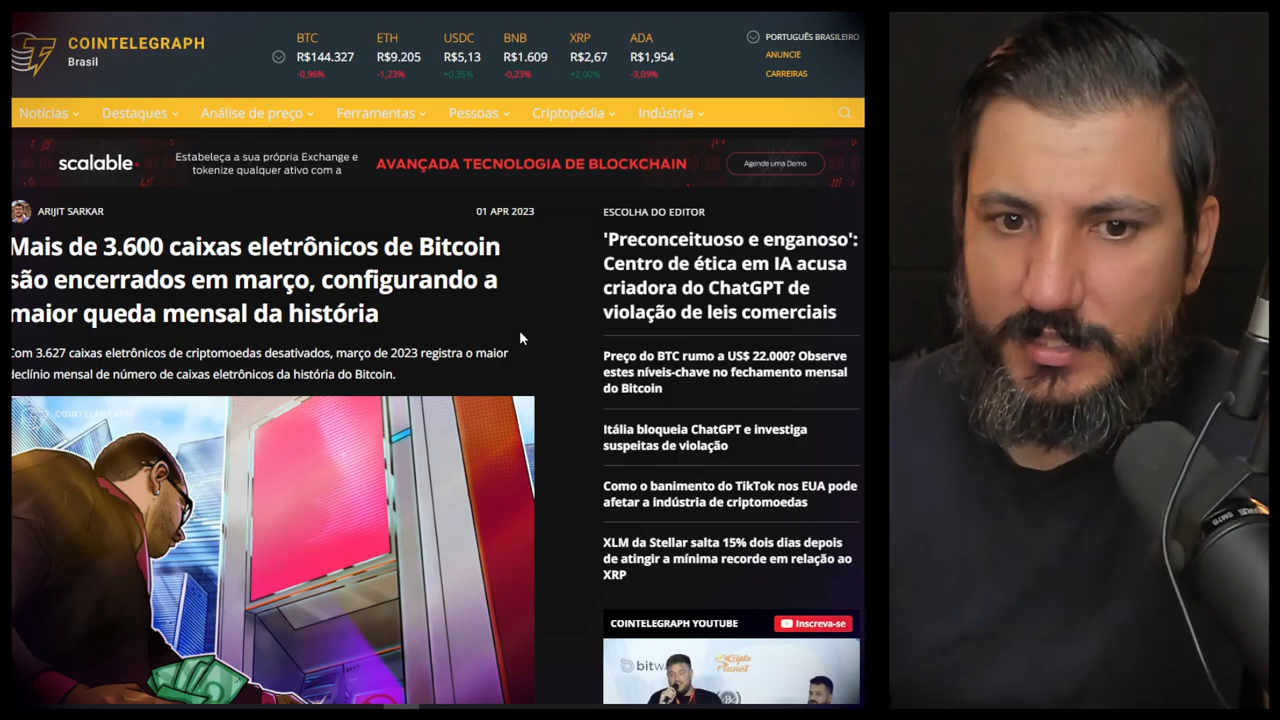 COINTELEGRAPH
Brasil
BTC
R$144.327
-0,96%
ETH
R$9.205
-1,23%
USDC
R$5,13
+0,35%
BNB
R$1.609
-0,23%
XRP
R$2,67
+2,00%
ADA
R$1,954
-3,09%
PORTUGUÊS BRASILEIRO
ANUNCIE
CARREIRAS
Notícias
Destaques
Análise de preço
Ferramentas
Pessoas
Criptopédia
Indústria
scalable
Estabeleça a sua própria Exchange e
tokenize qualquer ativo com a
AVANÇADA TECNOLOGIA DE BLOCKCHAIN
Agende uma Demo
ARIJIT SARKAR
01 APR 2023
Mais de 3.600 caixas eletrônicos de Bitcoin
são encerrados em março, configurando a
maior queda mensal da história
Com 3.627 caixas eletrônicos de criptomoedas desativados, março de 2023 registra o maior
declínio mensal de número de caixas eletrônicos da história do Bitcoin.
COINTELEGRAPH
ESCOLHA DO EDITOR
'Preconceituoso e enganoso':
Centro de ética em IA acusa
criadora do ChatGPT de
violação de leis comerciais
Preço do BTC rumo a US$ 22.000? Observe
estes níveis-chave no fechamento mensal
do Bitcoin
Itália bloqueia ChatGPT e investiga
suspeitas de violação
Como o banimento do TikTok nos EUA pode
afetar a indústria de criptomoedas
XLM da Stellar salta 15% dois dias depois
de atingir a mínima recorde em relação ao
XRP
COINTELEGRAPH YOUTUBE
Inscreva-se